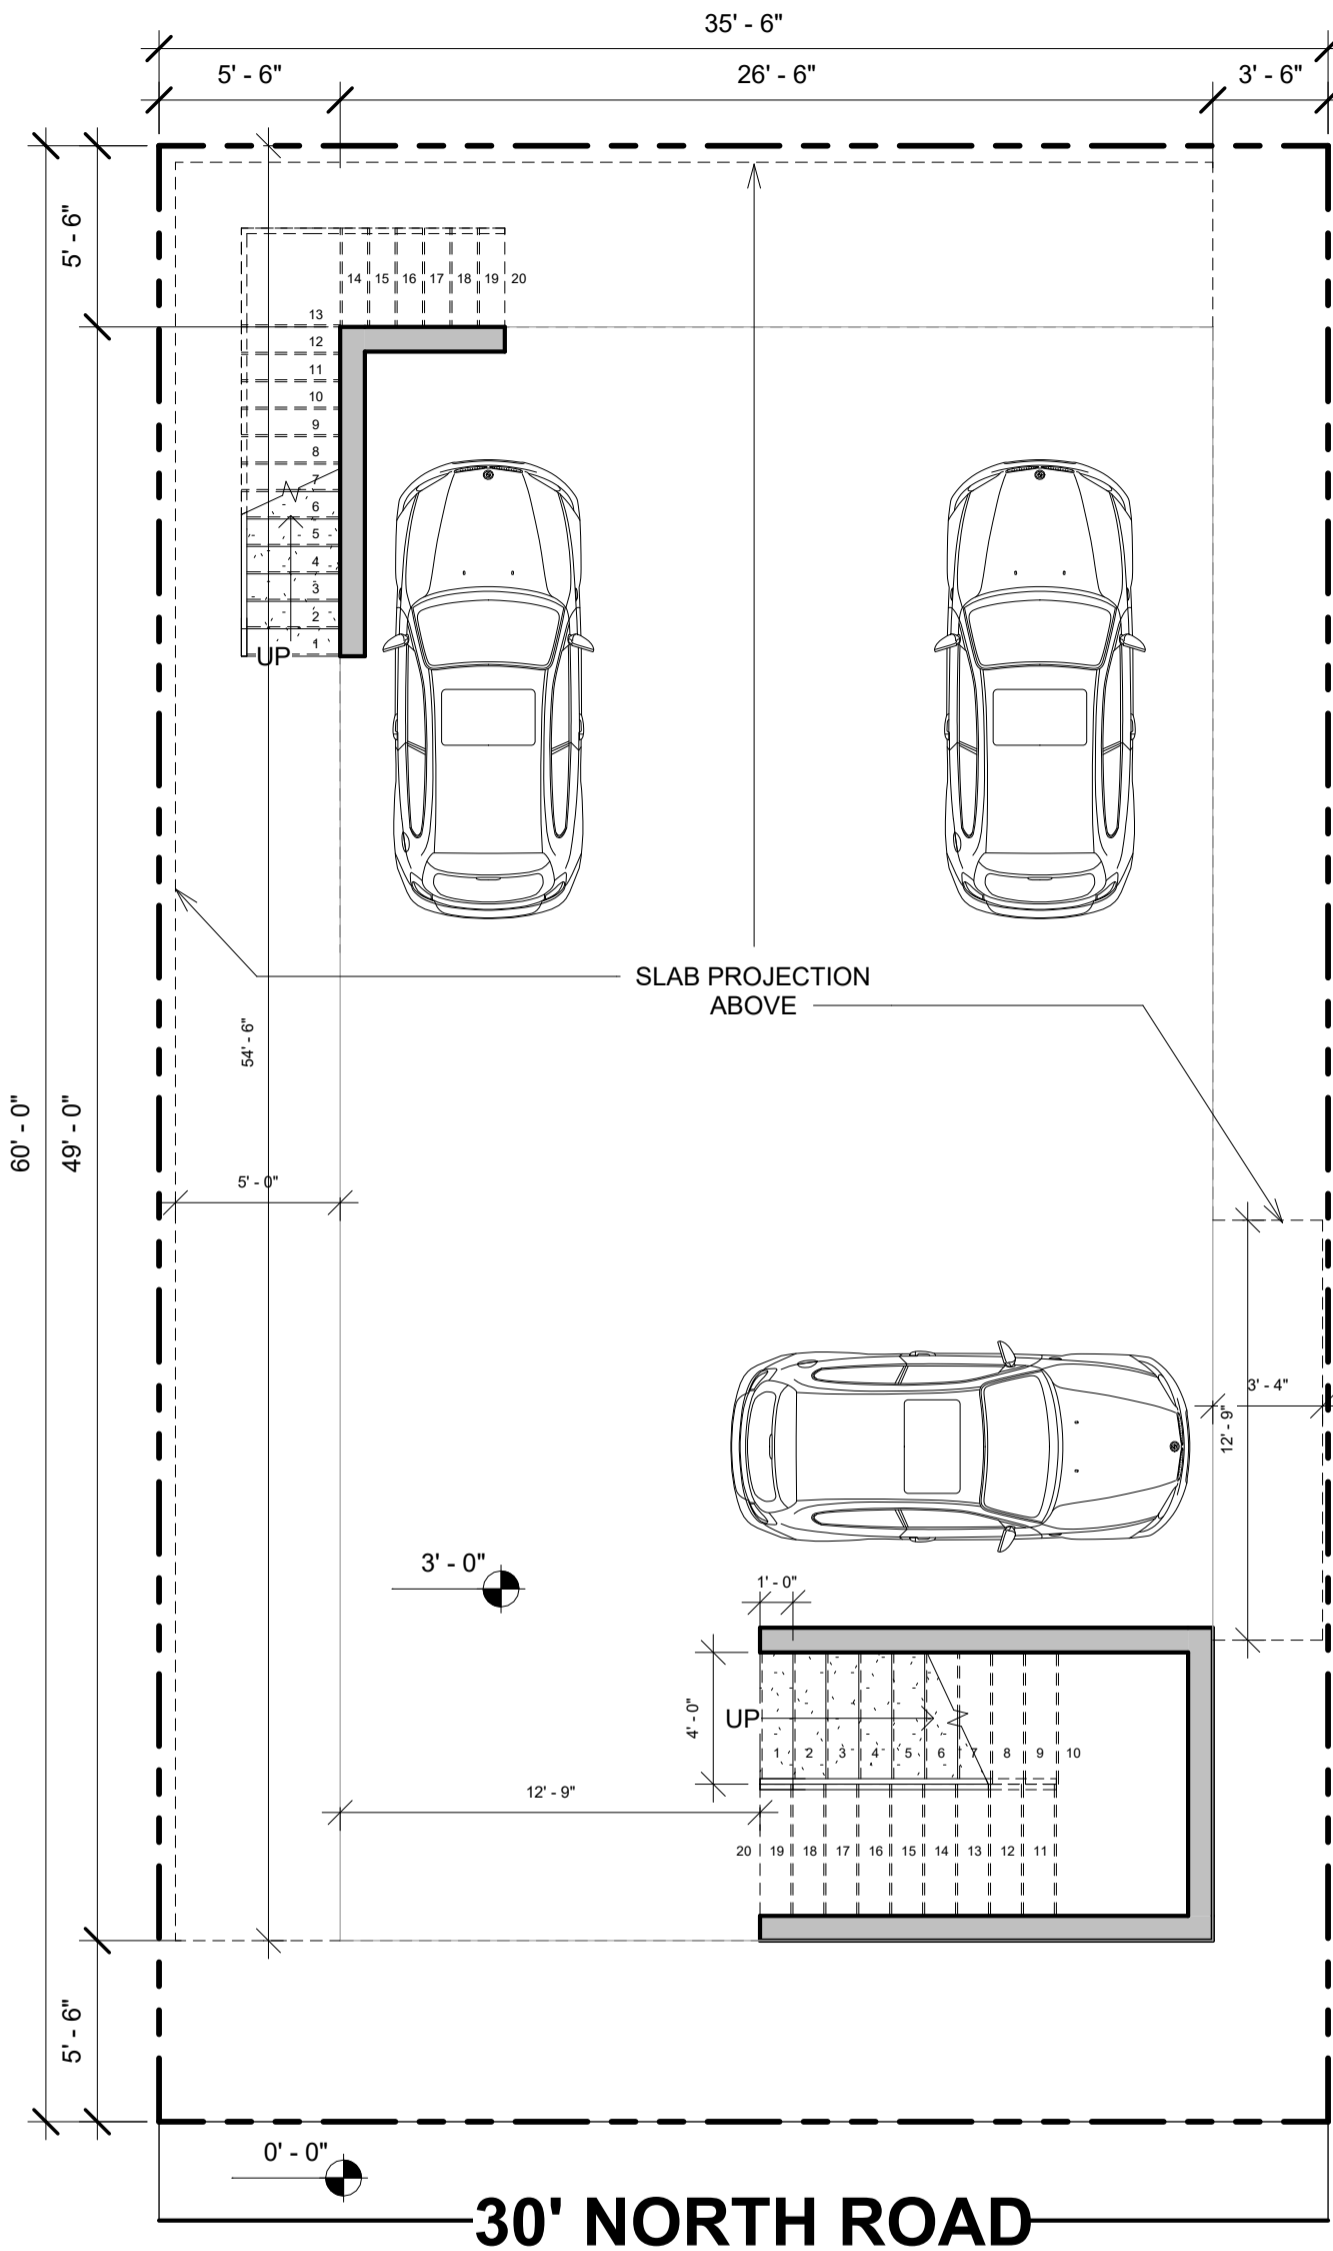 35' - 6"
5' - 6"
26' - 6"
3' - 6"
5' - 6"
14 15 16 17 18 19 20
13
12
11
10
9
8
7
6
5
4
3
2
1
UP
SLAB PROJECTION
ABOVE
54' - 6"
60' - 0"
49' - 0"
5' - 0"
3' - 4"
12' - 9"
3' - 0"
1' - 0"
4' - 0"
UP
1 2 3 4 5 6 7 8 9 10
12' - 9"
20 19 18 17 16 15 14 13 12 11
5' - 6"
0' - 0"
30' NORTH ROAD